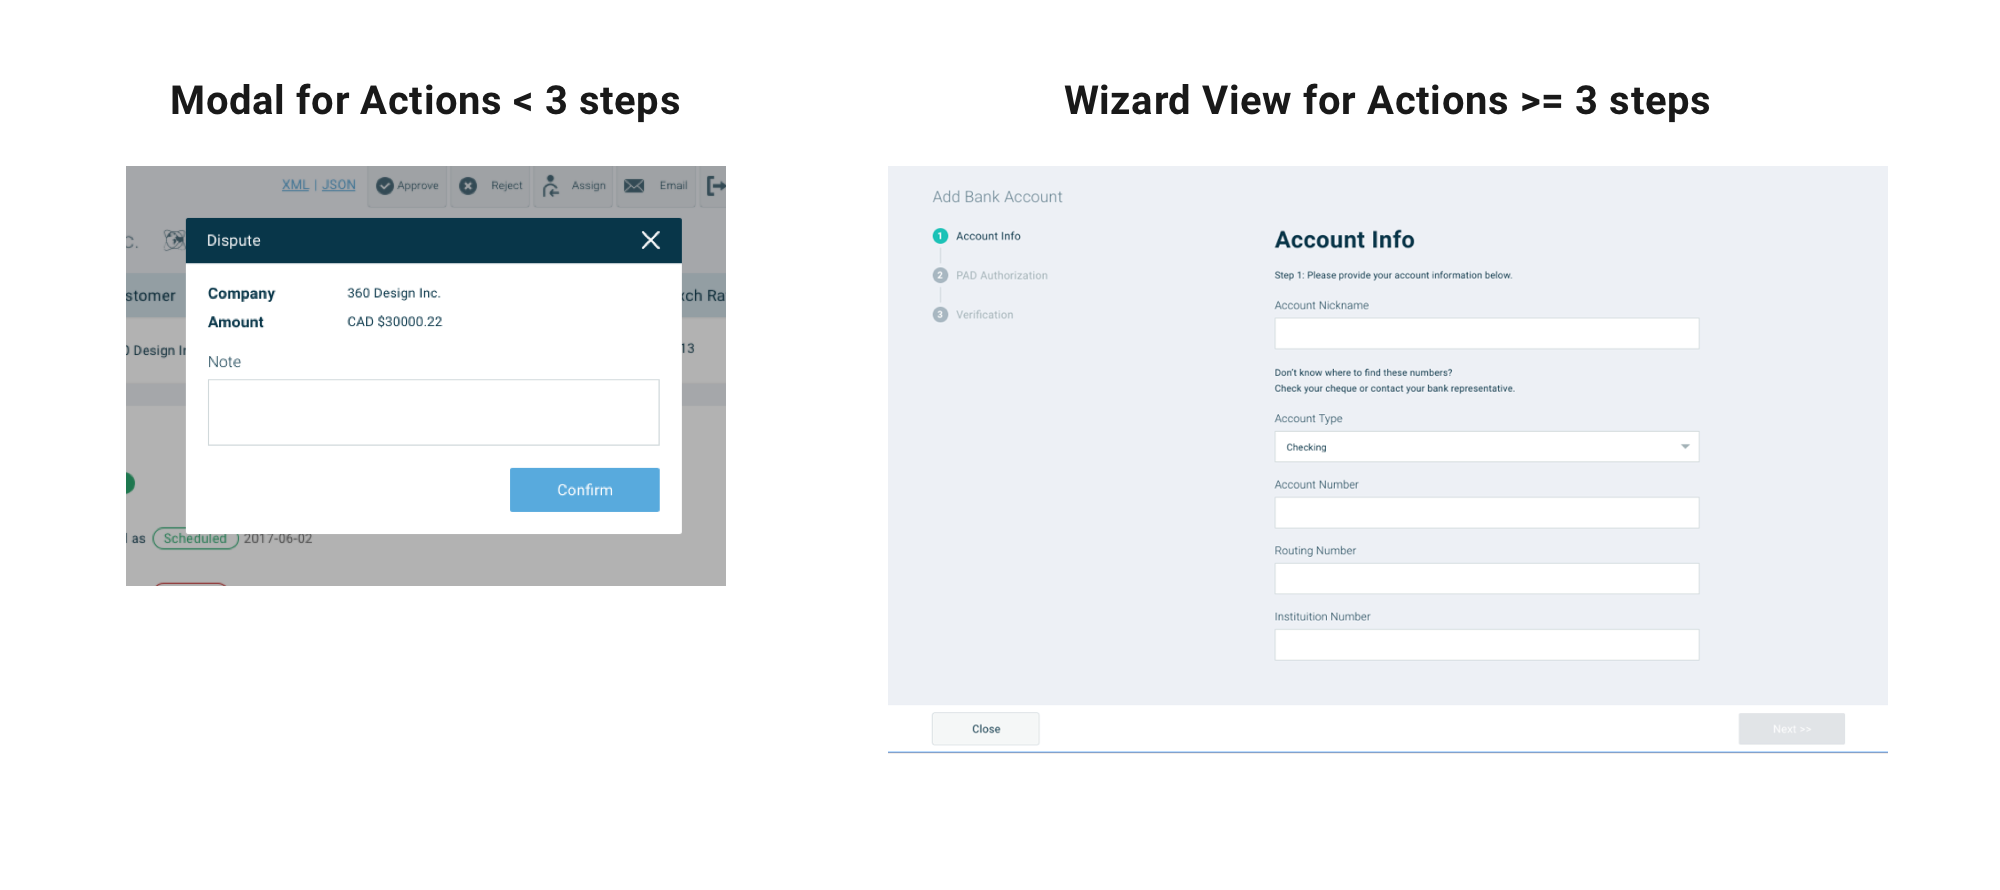 Modal for Actions < 3 steps
XML | JSON Approve Reject Assign Email
C.
Dispute
stomer
xch Ra
Company 360 Design Inc.
Amount CAD $30000.22
0 Design In
13
Note
Confirm
l as Scheduled 2017-06-02
Wizard View for Actions >= 3 steps
Add Bank Account
1 Account Info
2 PAD Authorization
3 Verification
Account Info
Step 1: Please provide your account information below.
Account Nickname
Don't know where to find these numbers?
Check your cheque or contact your bank representative.
Account Type
Checking
Account Number
Routing Number
Instituition Number
Close
Next >>